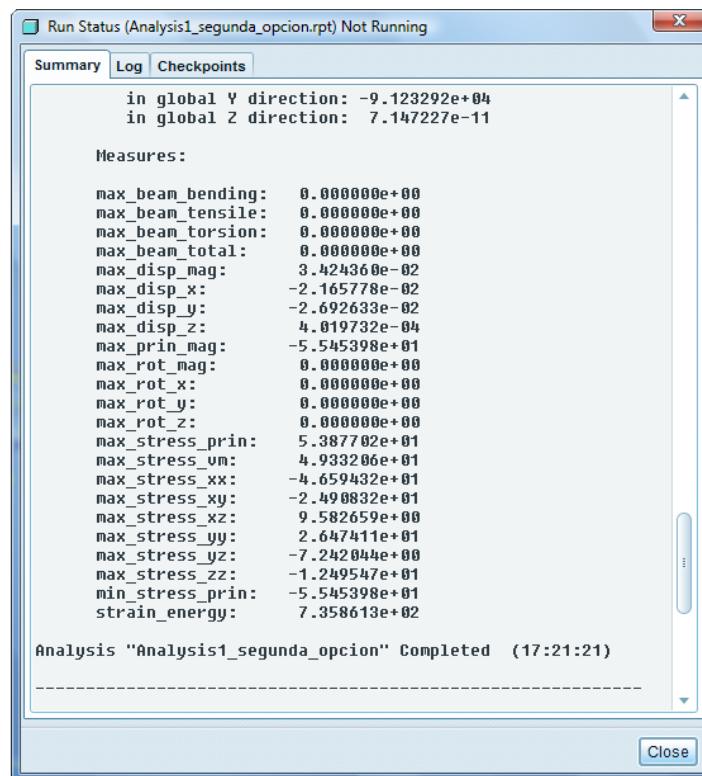 Run Status (Analysis1_segunda_opcion.rpt) Not Running
Summary Log Checkpoints
in global Y direction: -9.123292e+04
in global Z direction: 7.147227e-11
Measures:
max_beam_bending: 0.000000e+00
max_beam_tensile: 0.000000e+00
max_beam_torsion: 0.000000e+00
max_beam_total: 0.000000e+00
max_disp_mag: 3.424360e-02
max_disp_x: -2.165778e-02
max_disp_y: -2.692633e-02
max_disp_z: 4.019732e-04
max_prin_mag: -5.545398e+01
max_rot_mag: 0.000000e+00
max_rot_x: 0.000000e+00
max_rot_y: 0.000000e+00
max_rot_z: 0.000000e+00
max_stress_prin: 5.387702e+01
max_stress_vm: 4.933206e+01
max_stress_xx: -4.659432e+01
max_stress_xy: -2.490832e+01
max_stress_xz: 9.582659e+00
max_stress_yy: 2.647411e+01
max_stress_yz: -7.242044e+00
max_stress_zz: -1.249547e+01
min_stress_prin: -5.545398e+01
strain_energy: 7.358613e+02
Analysis "Analysis1_segunda_opcion" Completed (17:21:21)
------------------------------------------------------------
Close